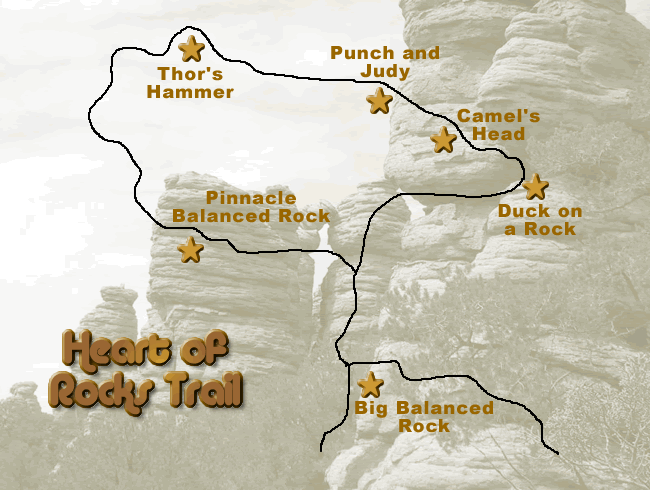 Punch and
Judy
Thor's
Hammer
Camel's
Head
Pinnacle
Balanced Rock
Duck on
a Rock
Heart of
Rocks Trail
Big Balanced
Rock